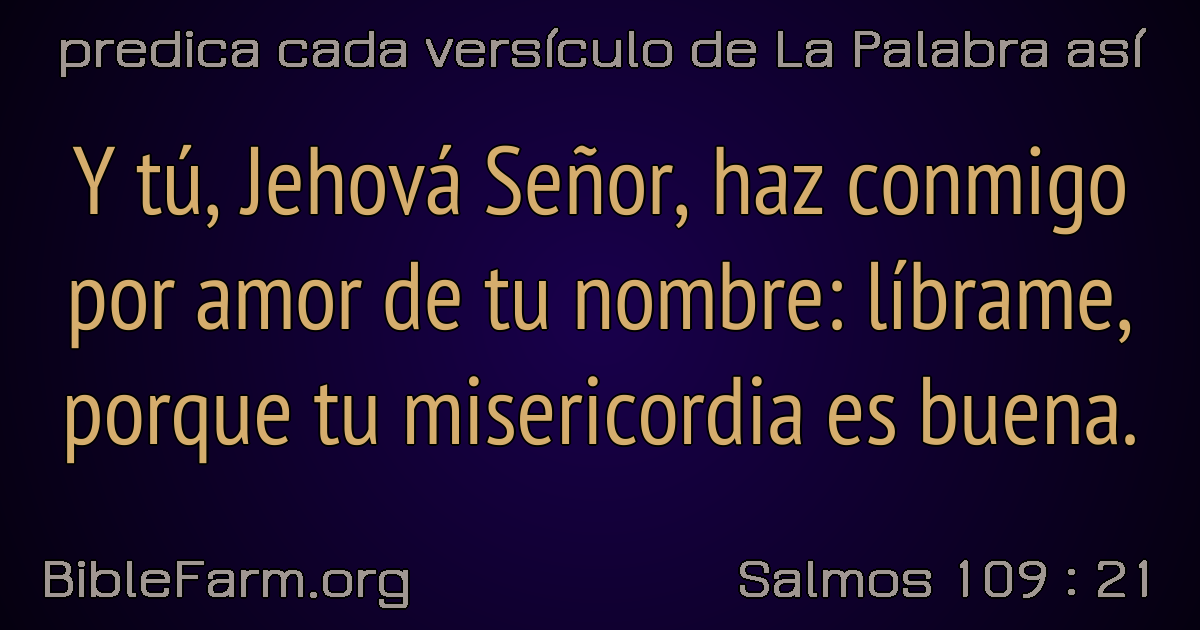 predica cada versículo de La Palabra así
Y tú, Jehová Señor, haz conmigo
por amor de tu nombre: líbrame,
porque tu misericordia es buena.
BibleFarm.org
Salmos 109 : 21